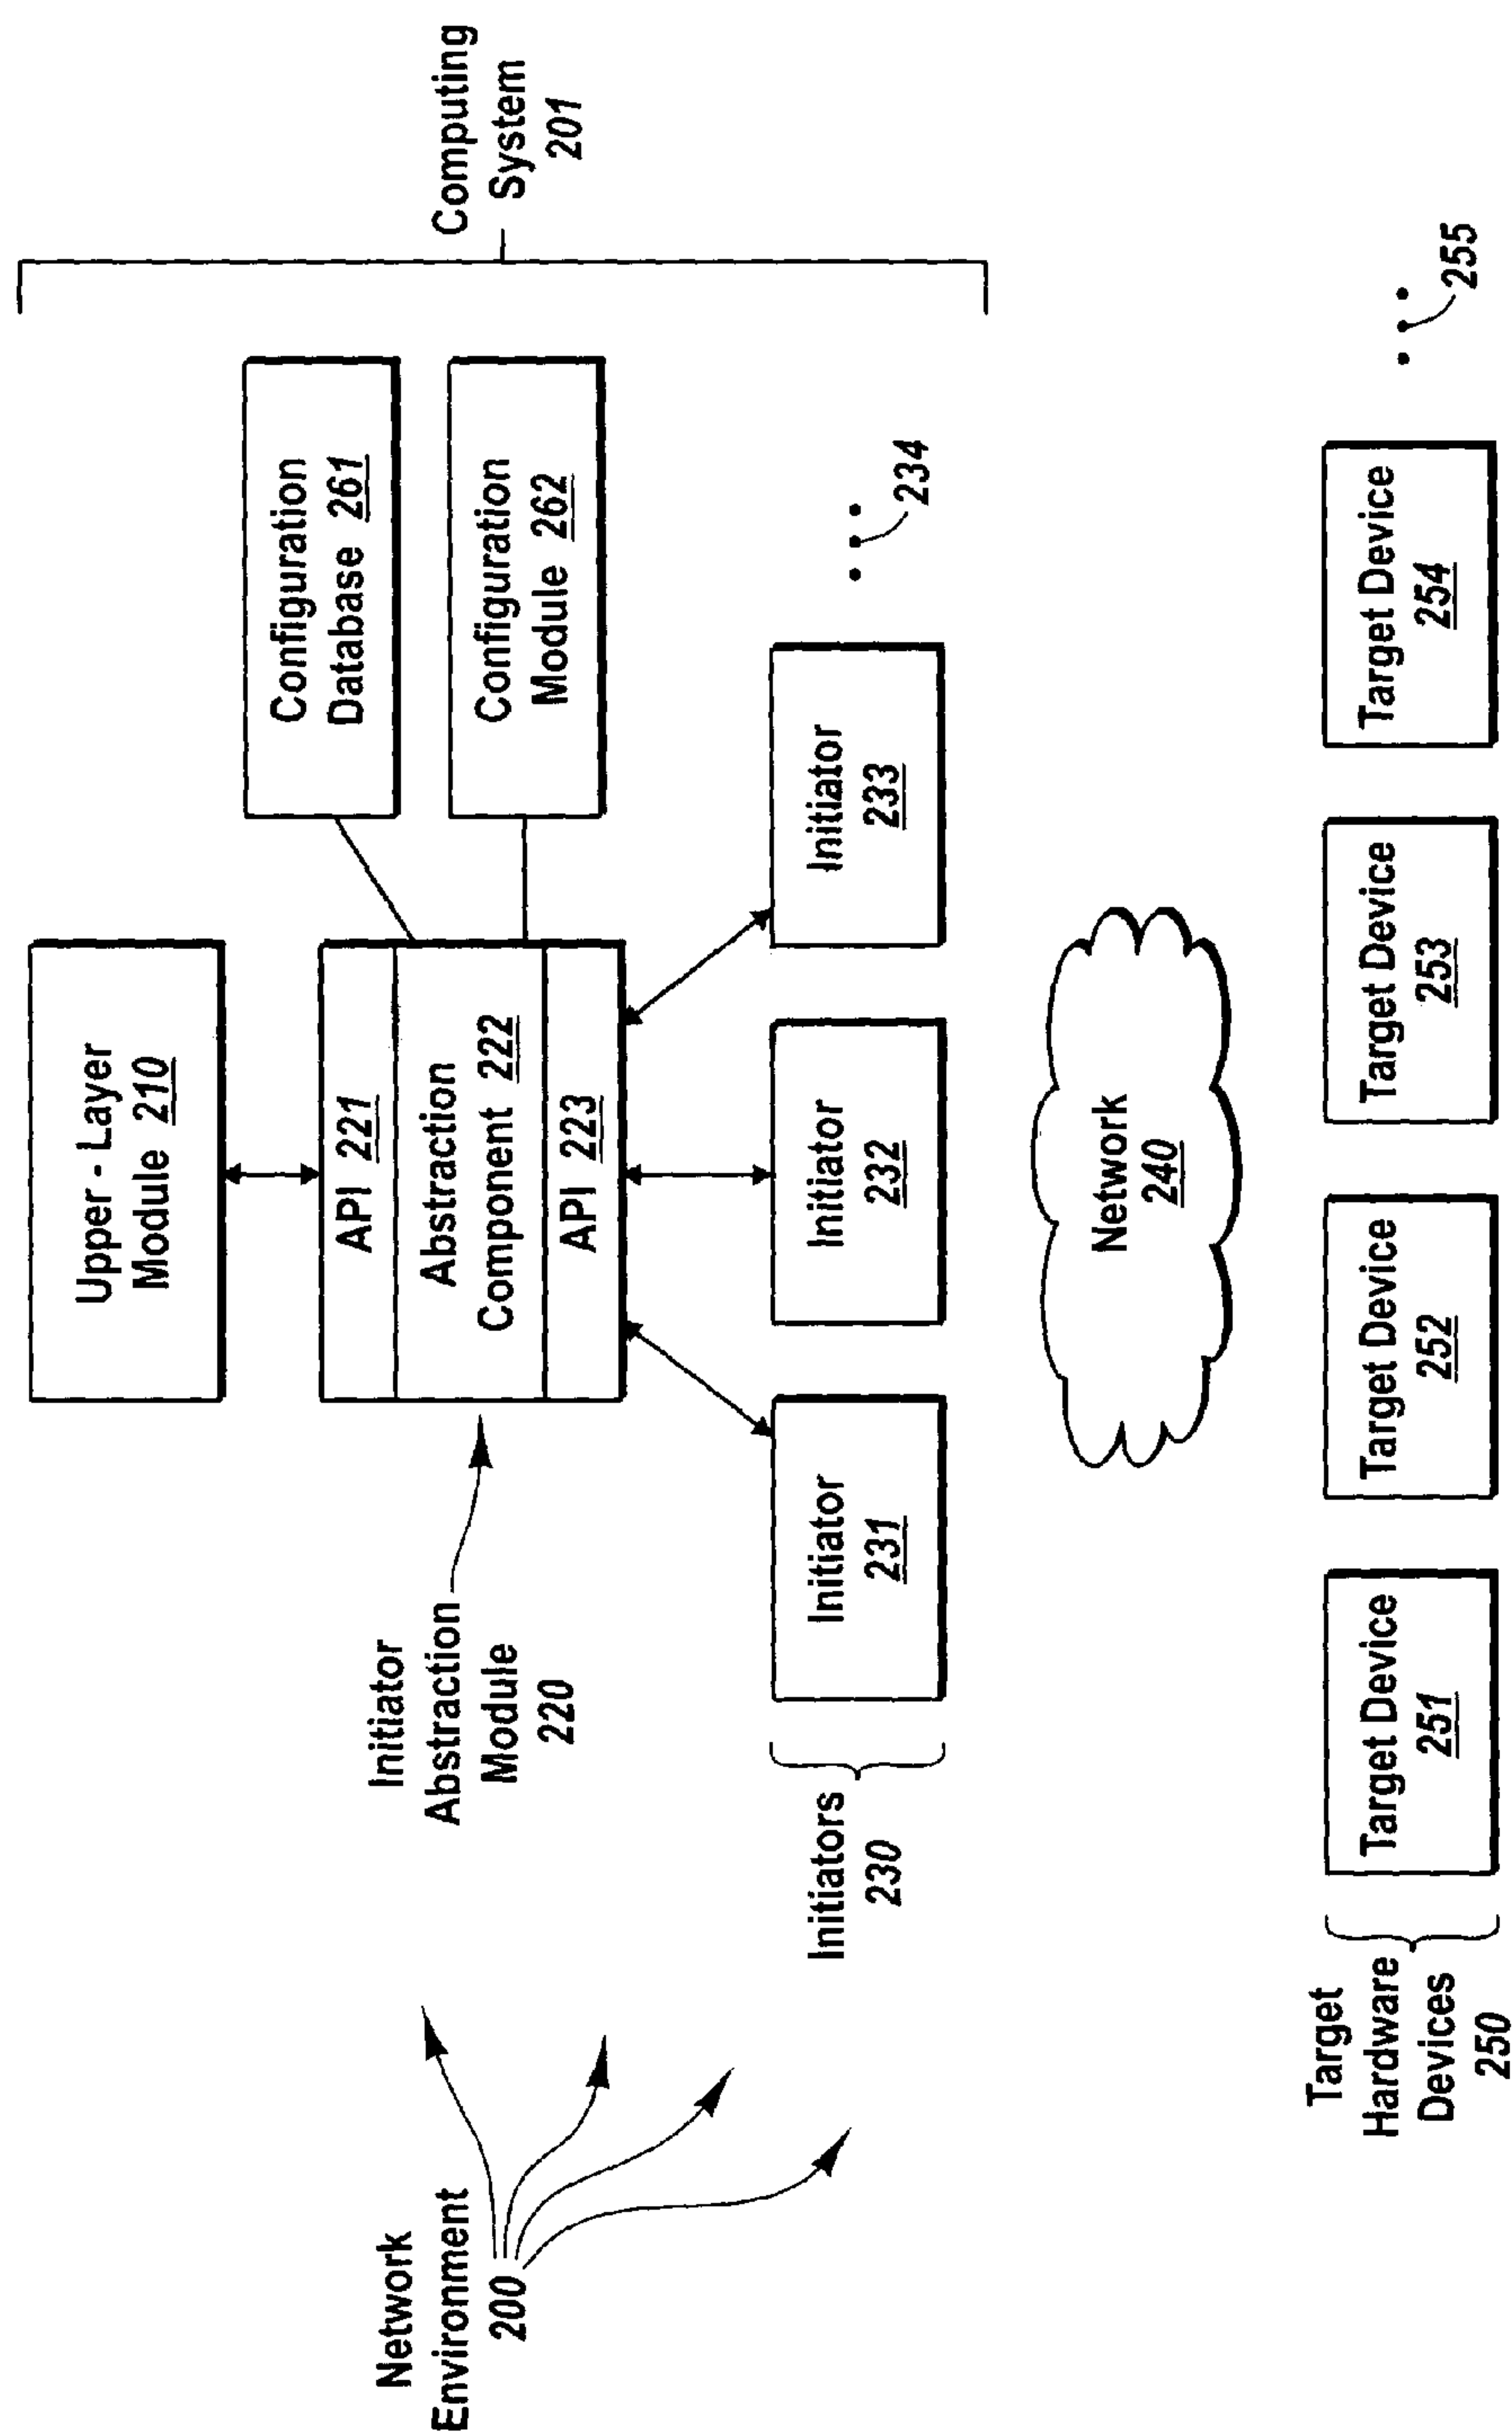 Network
Environment
200
Upper - Layer
Module 210
API 221
Abstraction
Component 222
API 223
Initiator
Abstraction
Module
220
Configuration
Database 261
Configuration
Module 262
Computing
System
201
Initiators
230
Initiator
231
Initiator
232
Initiator
233
234
Network
240
Target
Hardware
Devices
250
Target Device
251
Target Device
252
Target Device
253
Target Device
254
255